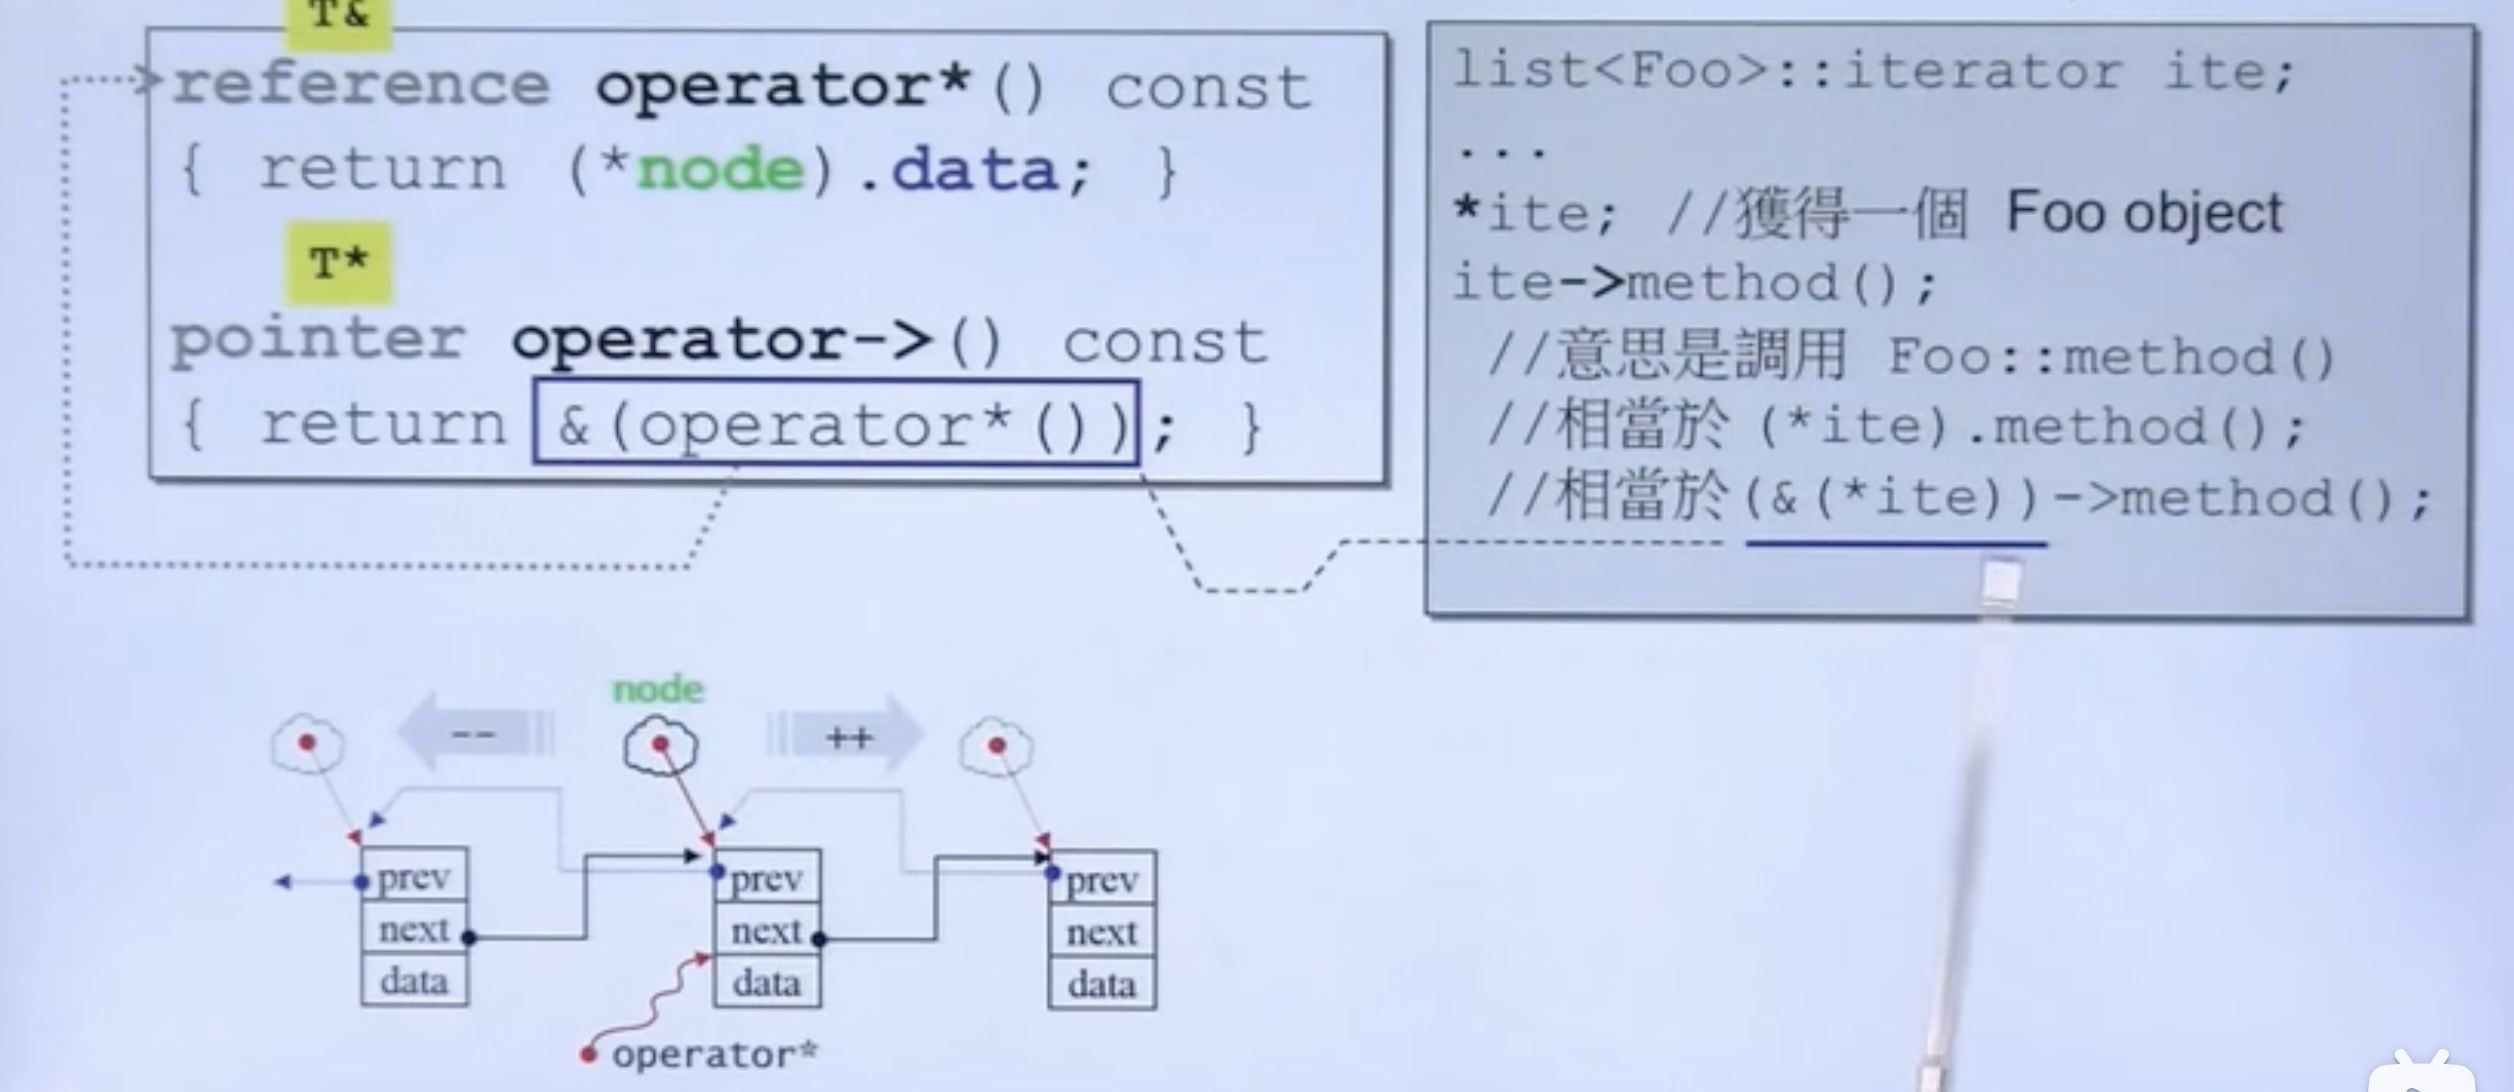 T&
reference operator*() const
{ return (*node).data; }
T*
pointer operator->() const
{ return &(operator*()); }
list<Foo>::iterator ite;
...
*ite; //獲得一個 Foo object
ite->method();
//意思是調用 Foo::method()
//相當於 (*ite).method();
//相當於(&(*ite))->method();
node
-- ++
prev prev prev
next next next
data data data
operator*